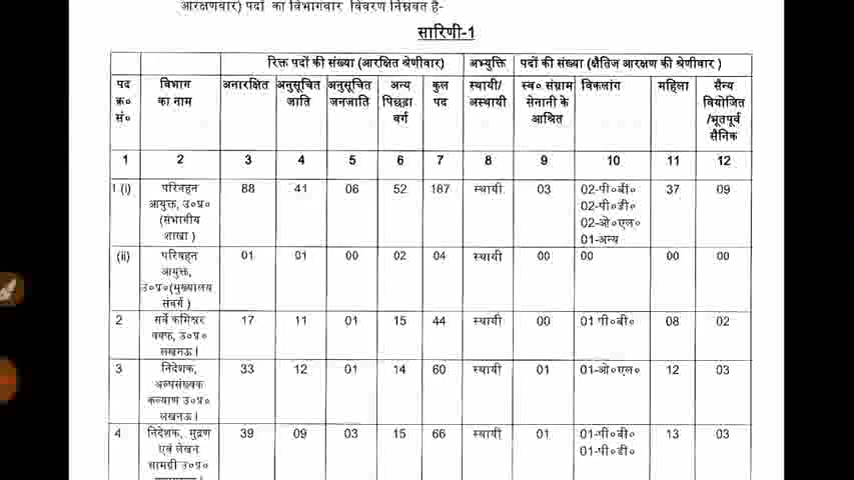 आरक्षणवार) पदों का विभागवार विवरण निम्नवत है-
सारिणी-1
रिक्त पदों की संख्या (आरक्षित श्रेणीवार) अभ्युक्ति पदों की संख्या (क्षैतिज आरक्षण की श्रेणीवार )
पद विभाग अनारक्षित अनुसूचित अनुसूचित अन्य कुल स्थायी/ स्व० संग्राम विकलांग महिला सैन्य
क्र० का नाम जाति जनजाति पिछड़ा पद अस्थायी सेनानी के वियोजित
सं० वर्ग आश्रित /भूतपूर्व
सैनिक
1 2 3 4 5 6 7 8 9 10 11 12
1 (i) परिवहन 88 41 06 52 187 स्थायी 03 02-पी०बी० 37 09
आयुक्त, उ०प्र० 02-पी०डी०
(संभागीय 02-ओ०एल०
शाखा ) 01-अन्य
(ii) परिवहन 01 01 00 02 04 स्थायी 00 00 00 00
आयुक्त,
उ०प्र०(मुख्यालय
संवर्ग )
2 सर्वे कमिश्नर 17 11 01 15 44 स्थायी 00 01 पी०बी० 08 02
वक्फ, उ०प्र०
लखनऊ।
3 निदेशक, 33 12 01 14 60 स्थायी 01 01-ओ०एल० 12 03
अल्पसंख्यक
कल्याण उ०प्र०
लखनऊ।
4 निदेशक, मुद्रण 39 09 03 15 66 स्थायी 01 01-पी०बी० 13 03
एवं लेखन 01-पी०डी०
सामग्री उ०प्र०